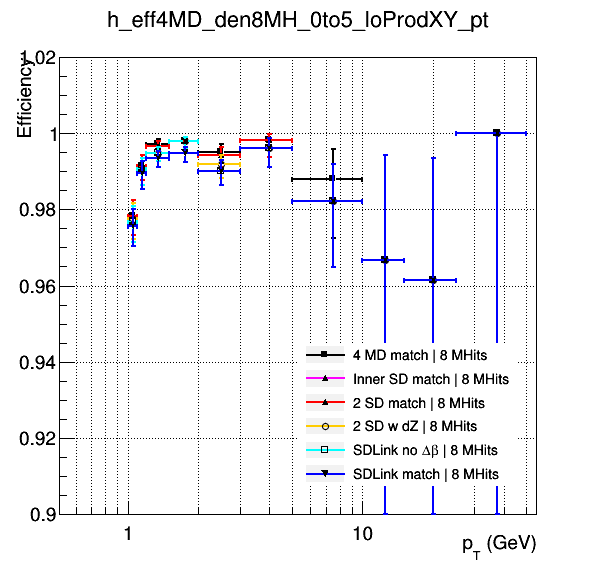 h_eff4MD_den8MH_0to5_loProdXY_pt
Efficiency
1.02
1
0.98
0.96
0.94
0.92
0.9
4 MD match | 8 MHits
Inner SD match | 8 MHits
2 SD match | 8 MHits
2 SD w dZ | 8 MHits
SDLink no Δβ | 8 MHits
SDLink match | 8 MHits
1 10
p_T (GeV)